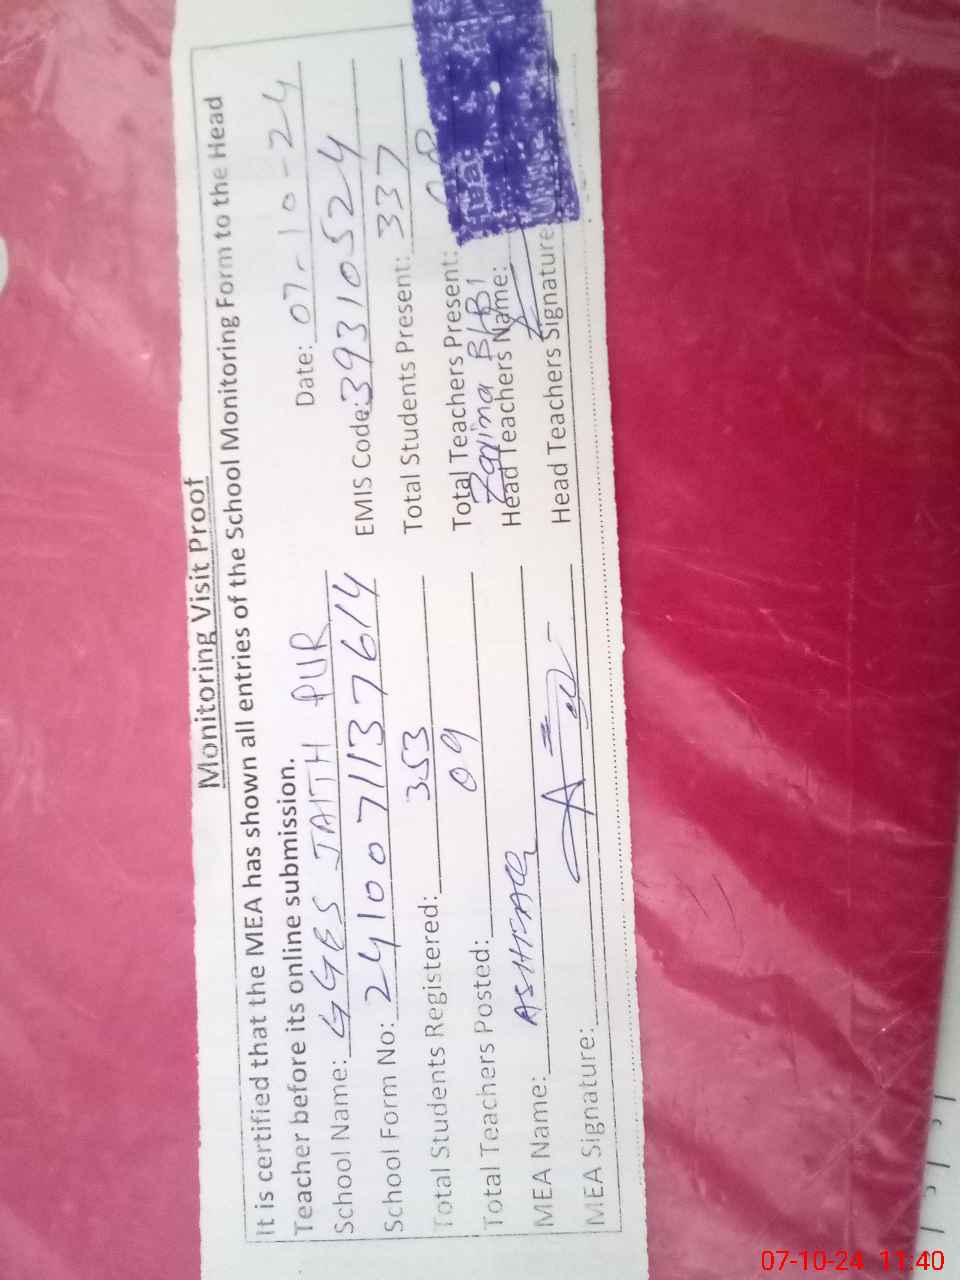 Monitoring Visit Proof
It is certified that the MEA has shown all entries of the School Monitoring Form to the Head
Teacher before its online submission.
School Name: GGES JAITH PUR Date: 07-10-24
School Form No: 2410071137614 EMIS Code: 39310524
Total Students Registered: 353 Total Students Present: 337
Total Teachers Posted: 09 Total Teachers Present: 08
MEA Name: ASHFAQ Head Teachers Name: BIBI
MEA Signature: Head Teachers Signature
07-10-24 11:40